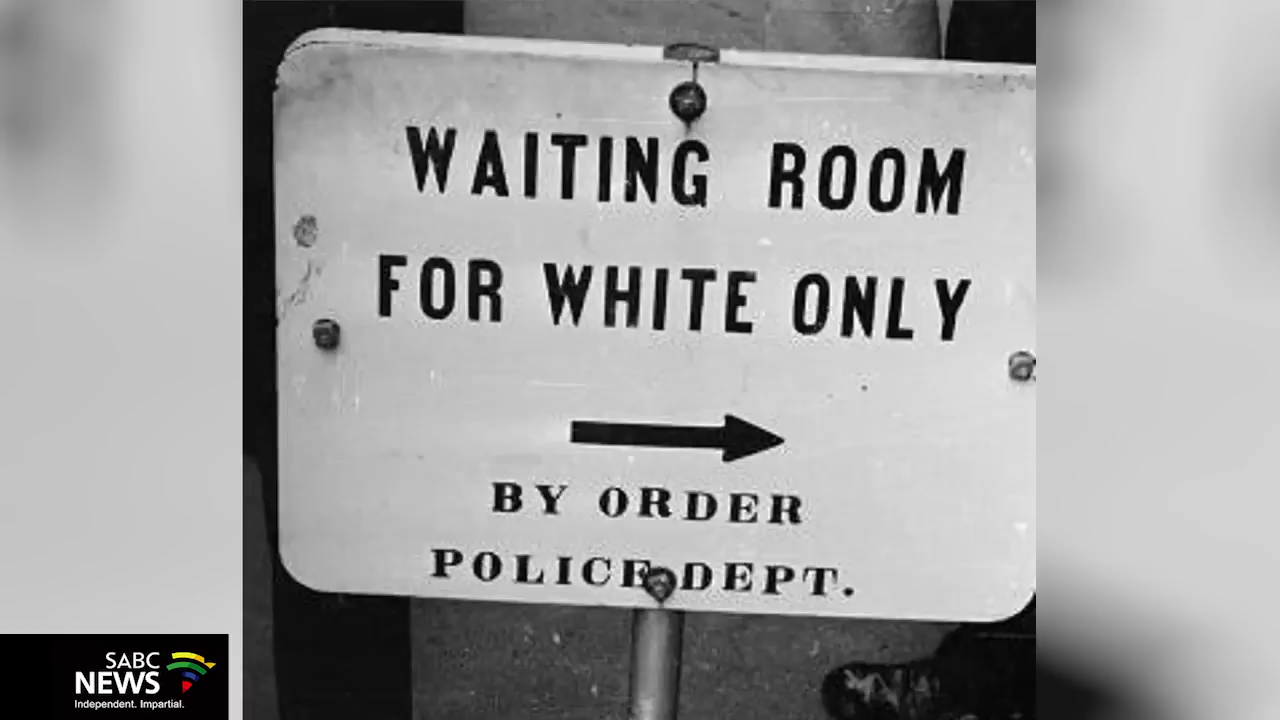 WAITING ROOM
FOR WHITE ONLY
BY ORDER
POLICE DEPT.
SABC
NEWS
Independent. Impartial.